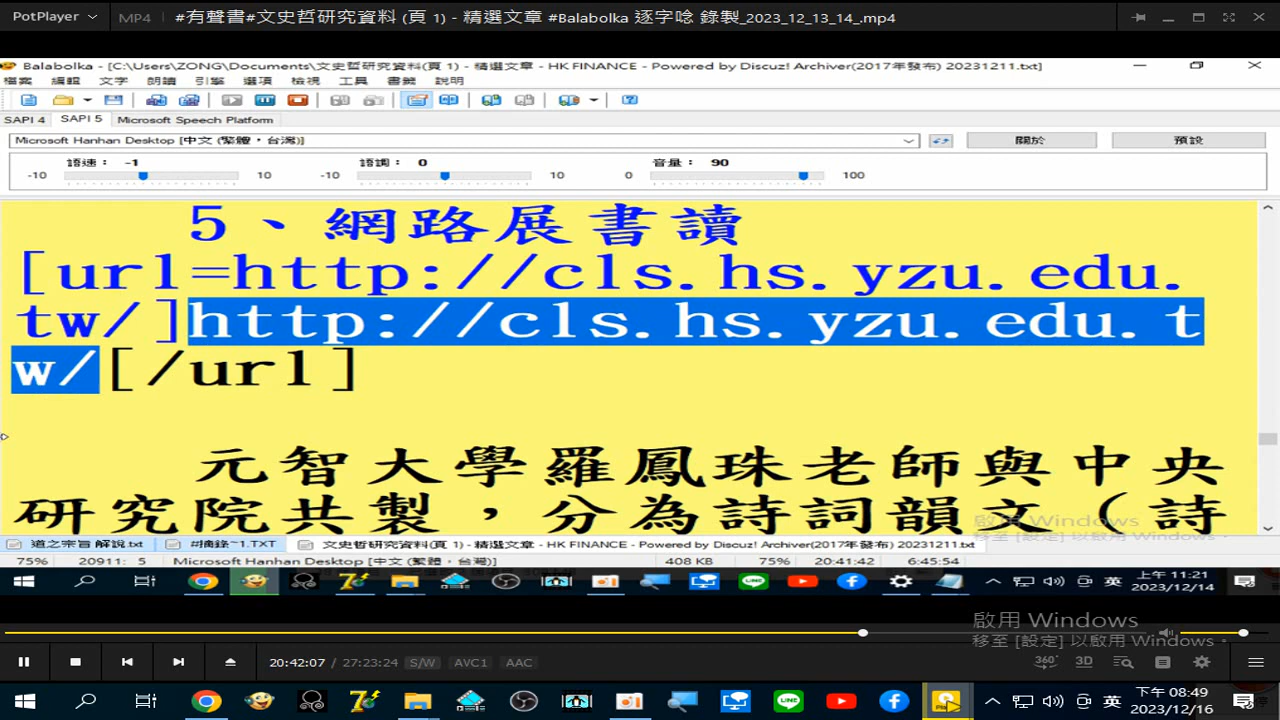 PotPlayer MP4 #有聲書#文史哲研究資料 (頁 1) - 精選文章 #Balabolka 逐字唸 錄製_2023_12_13_14_.mp4
Balabolka - [C:\Users\ZONG\Documents\文史哲研究資料(頁 1) - 精選文章 - HK FINANCE - Powered by Discuz! Archiver(2017年發布) 20231211.txt]
檔案 編輯 文字 朗讀 引擎 選項 檢視 工具 書籤 說明
SAPI 4 SAPI 5 Microsoft Speech Platform
Microsoft Hanhan Desktop [中文 (繁體，台灣)] 關於 預設
語速： -1 語調： 0 音量： 90
-10 10 -10 10 0 100
5、網路展書讀
[url=http://cls.hs.yzu.edu.
tw/]http://cls.hs.yzu.edu.t
w/[/url]
元智大學羅鳳珠老師與中央
研究院共製，分為詩詞韻文（詩
啟用 Windows
移至 [設定] 以啟用 Windows。
道之宗旨 解說.txt #摘錄~1.TXT 文史哲研究資料(頁 1) - 精選文章 - HK FINANCE - Powered by Discuz! Archiver(2017年發布) 20231211.txt
75% 20911: 5 Microsoft Hanhan Desktop [中文 (繁體，台灣)] 408 KB 75% 20:41:42 6:45:54
英 上午 11:21
2023/12/14
啟用 Windows
移至 [設定] 以啟用 Windows。
20:42:07 / 27:23:24 S/W AVC1 AAC 360° 3D
英 下午 08:49
2023/12/16